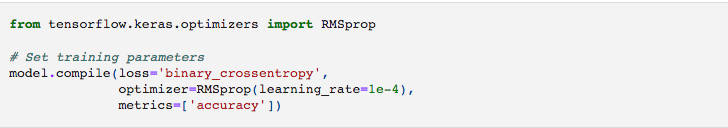 from tensorflow.keras.optimizers import RMSprop
# Set training parameters
model.compile(loss='binary_crossentropy',
optimizer=RMSprop(learning_rate=1e-4),
metrics=['accuracy'])